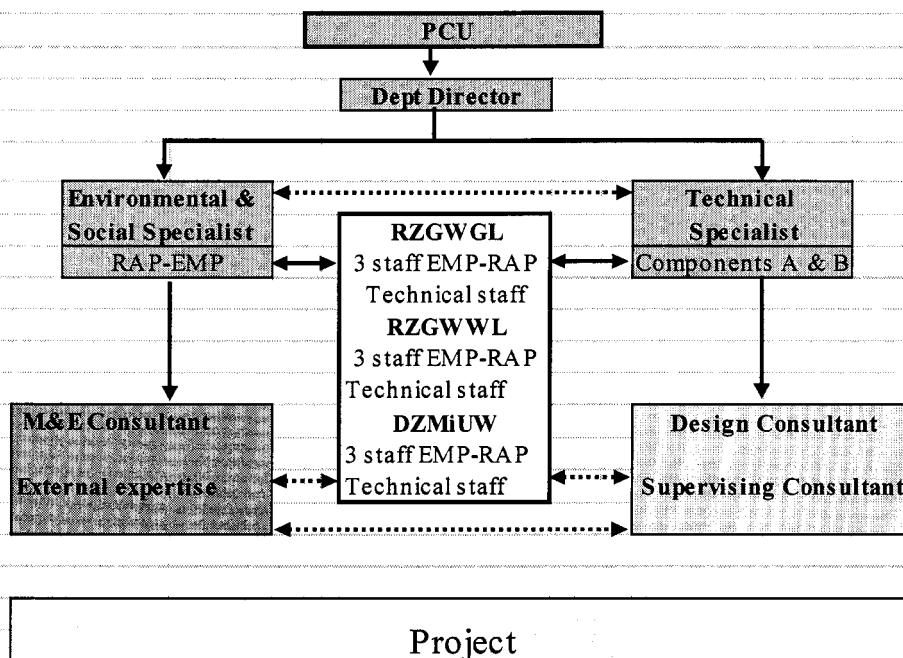 PCU
Dept Director
Environmental &
Social Specialist
RAP-EMP
Technical
Specialist
Components A & B
RZGWGL
3 staff EMP-RAP
Technical staff
RZGWWL
3 staff EMP-RAP
Technical staff
DZMiUW
3 staff EMP-RAP
Technical staff
M&E Consultant
External expertise
Design Consultant
Supervising Consultant
Project